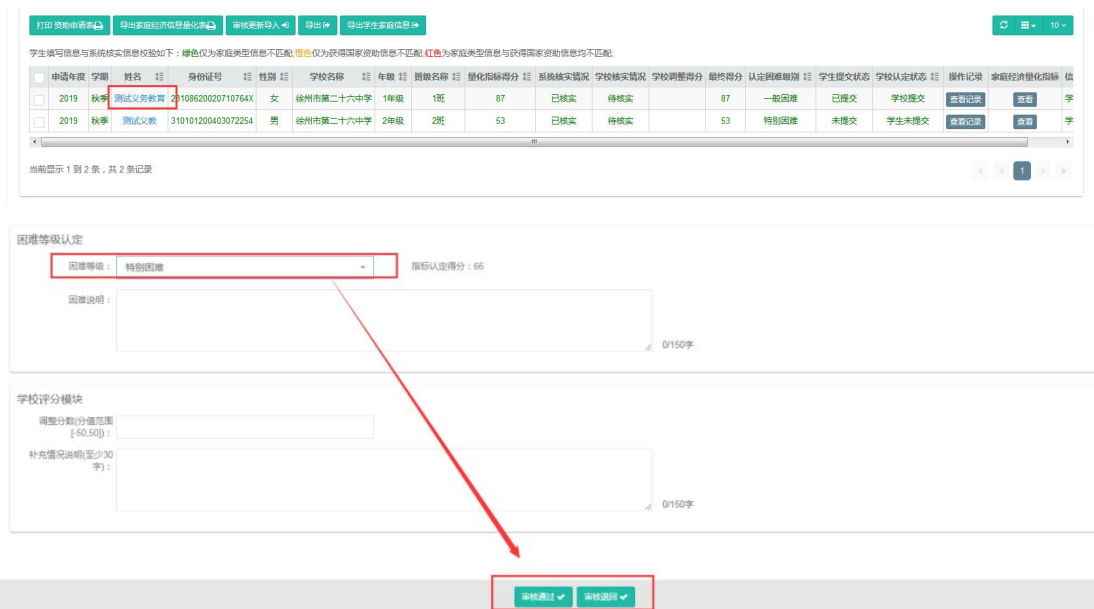 打印 资助申请表 导出家庭经济信息量化表 审核更新导入 导出 导出学生家庭信息 10
学生填写信息与系统核实信息校验如下：绿色仅为家庭类型信息不匹配;橙色仅为获得国家资助信息不匹配;红色为家庭类型信息与获得国家资助信息均不匹配;
申请年度 学期 姓名 身份证号 性别 学校名称 年级 班级名称 量化指标得分 系统核实情况 学校核实情况 学校调整得分 最终得分 认定困难级别 学生提交状态 学校认定状态 操作记录 家庭经济量化指标 信
2019 秋季 测试义务教育 23108620020710764X 女 徐州市第二十六中学 1年级 1班 87 已核实 待核实 87 一般困难 已提交 学校提交 查看记录 查看 学
2019 秋季 测试义教 310101200403072254 男 徐州市第二十六中学 2年级 2班 53 已核实 待核实 53 特别困难 未提交 学生未提交 查看记录 查看 学
当前显示 1 到 2 条，共 2 条记录 « ‹ 1 › »
困难等级认定
困难等级： 特别困难 指标认定得分：66
困难说明：
0/150字
学校评分模块
调整分数(分值范围
[-50,50])：
补充情况说明(至少30
字)：
0/150字
审核通过 审核退回